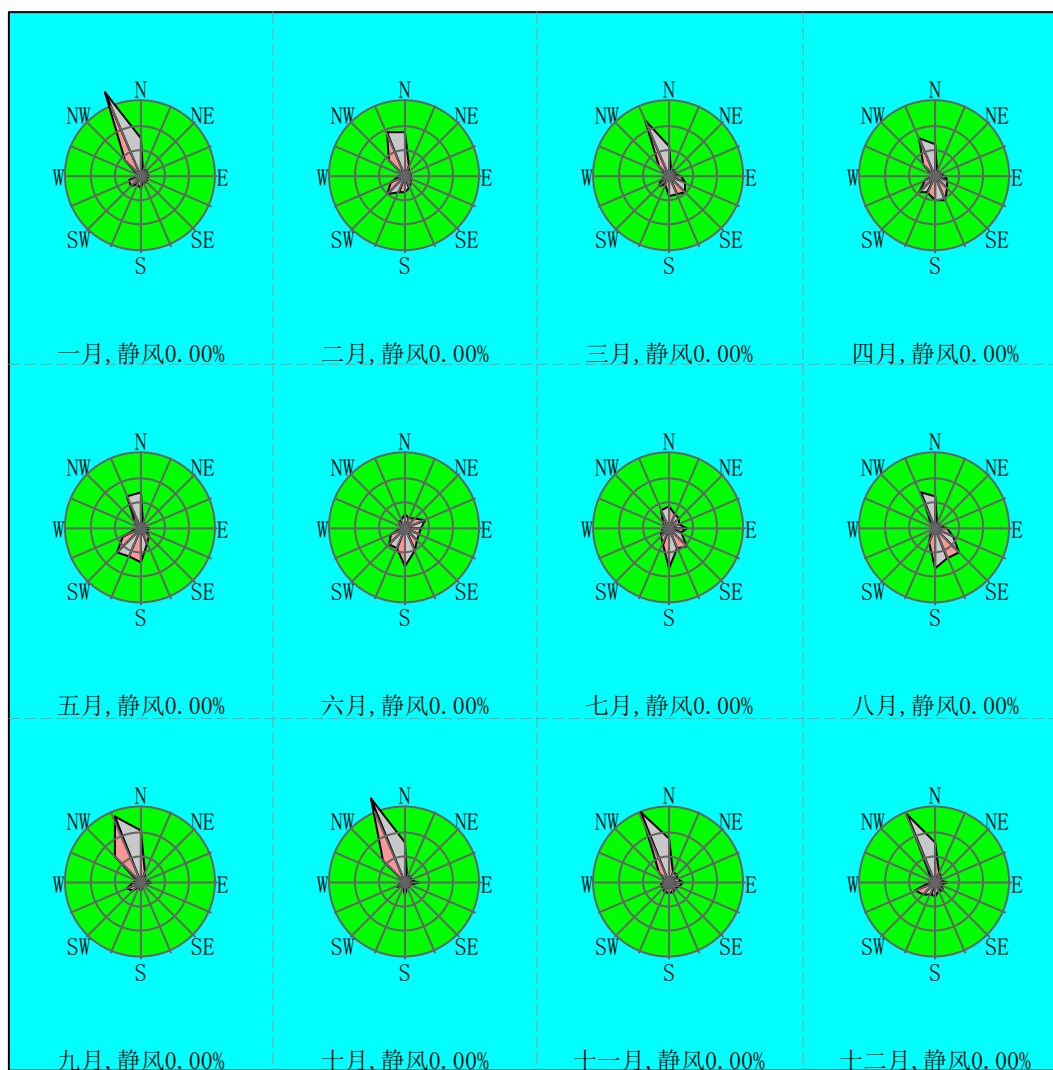 N N N N
NW NE NW NE NW NE NW NE
W E W E W E W E
SW SE SW SE SW SE SW SE
S S S S
一月,静风0.00% 二月,静风0.00% 三月,静风0.00% 四月,静风0.00%
N N N N
NW NE NW NE NW NE NW NE
W E W E W E W E
SW SE SW SE SW SE SW SE
S S S S
五月,静风0.00% 六月,静风0.00% 七月,静风0.00% 八月,静风0.00%
N N N N
NW NE NW NE NW NE NW NE
W E W E W E W E
SW SE SW SE SW SE SW SE
S S S S
九月,静风0.00% 十月,静风0.00% 十一月,静风0.00% 十二月,静风0.00%